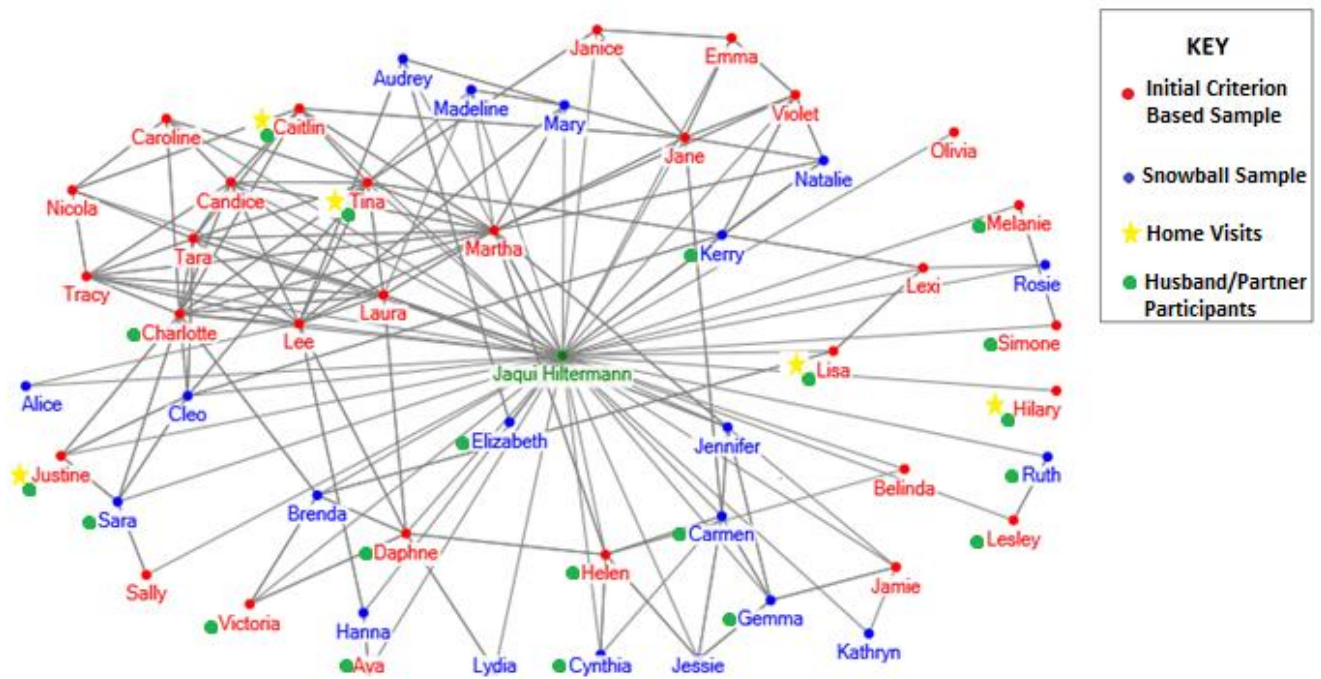 Janice
Emma
Audrey
Madeline
Mary
Violet
Caroline
Caitlin
Jane
Olivia
Natalie
Nicola
Candice
Tina
Melanie
Tara
Martha
Kerry
Tracy
Lexi
Rosie
Charlotte
Lee
Laura
Simone
Jaqui Hiltermann
Lisa
Alice
Cleo
Hilary
Elizabeth
Jennifer
Justine
Ruth
Belinda
Sara
Brenda
Carmen
Lesley
Daphne
Helen
Sally
Jamie
Victoria
Hanna
Gemma
Kathryn
Ava
Lydia
Cynthia
Jessie
KEY
Initial Criterion
Based Sample
Snowball Sample
Home Visits
Husband/Partner
Participants